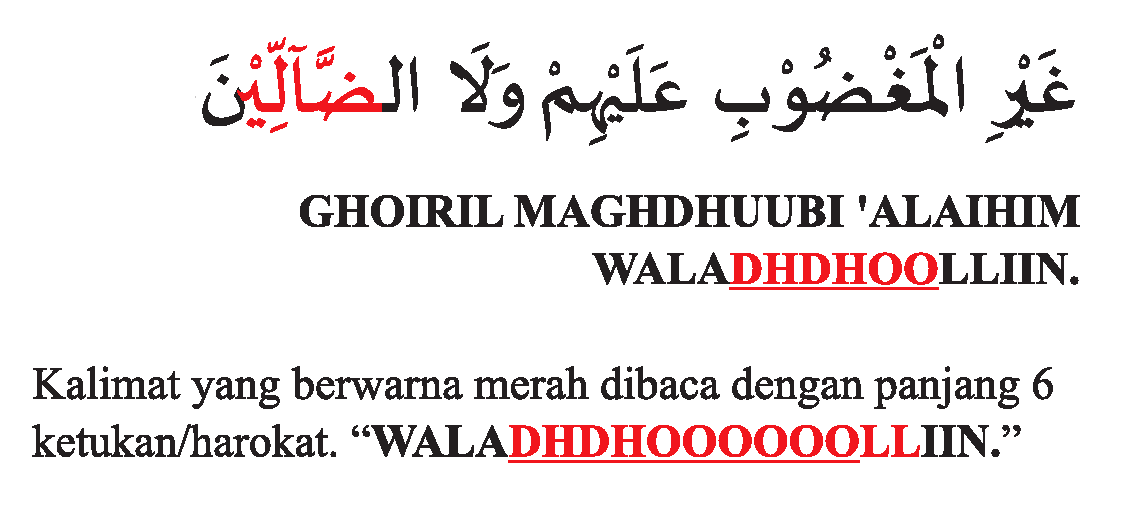 غَيْرِ الْمَغْضُوْبِ عَلَيْهِمْ وَلَا الضَّآلِّيْنَ
GHOIRIL MAGHDHUUBI 'ALAIHIM
WALADHDHOOLLIIN.
Kalimat yang berwarna merah dibaca dengan panjang 6
ketukan/harokat. “WALADHDHOOOOOOLLIIN.”